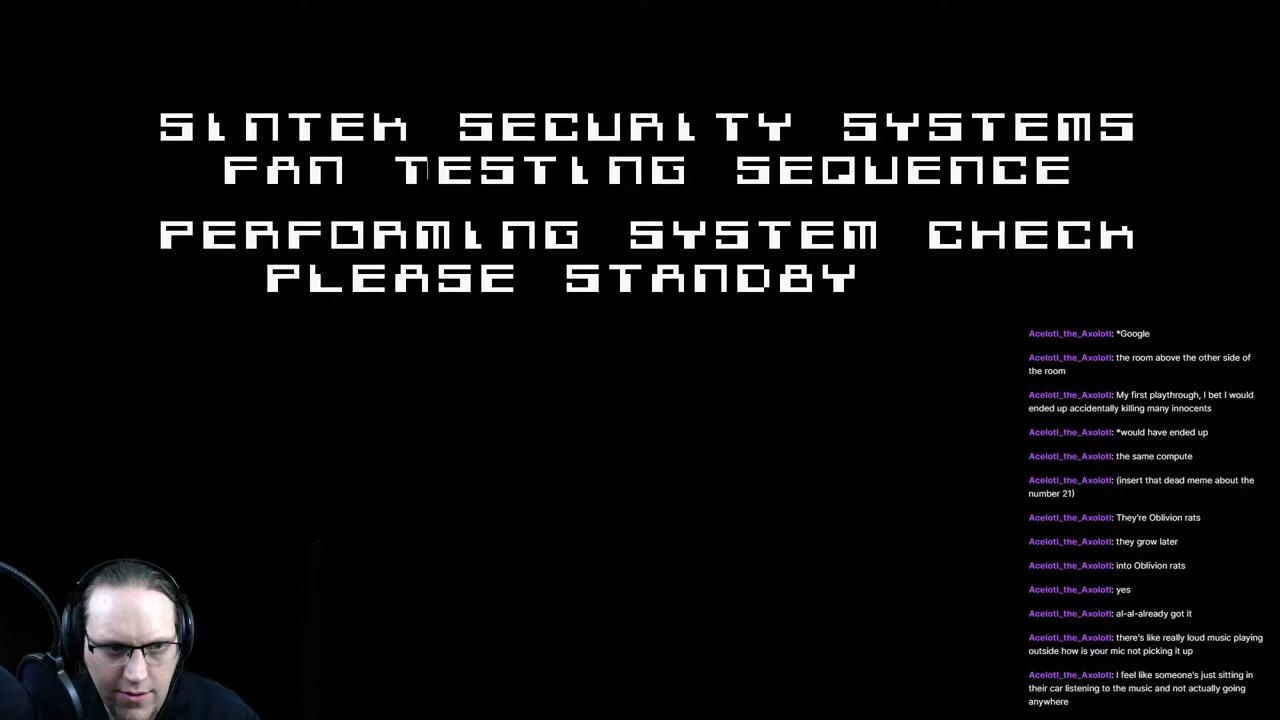 SINTEK SECURITY SYSTEMS
FAN TESTING SEQUENCE
PERFORMING SYSTEM CHECK
PLEASE STANDBY
Acelotl_the_Axolotl: *Google
Acelotl_the_Axolotl: the room above the other side of
the room
Acelotl_the_Axolotl: My first playthrough, I bet I would
ended up accidentally killing many innocents
Acelotl_the_Axolotl: *would have ended up
Acelotl_the_Axolotl: the same compute
Acelotl_the_Axolotl: (insert that dead meme about the
number 21)
Acelotl_the_Axolotl: They're Oblivion rats
Acelotl_the_Axolotl: they grow later
Acelotl_the_Axolotl: into Oblivion rats
Acelotl_the_Axolotl: yes
Acelotl_the_Axolotl: al-al-already got it
Acelotl_the_Axolotl: there's like really loud music playing
outside how is your mic not picking it up
Acelotl_the_Axolotl: I feel like someone's just sitting in
their car listening to the music and not actually going
anywhere